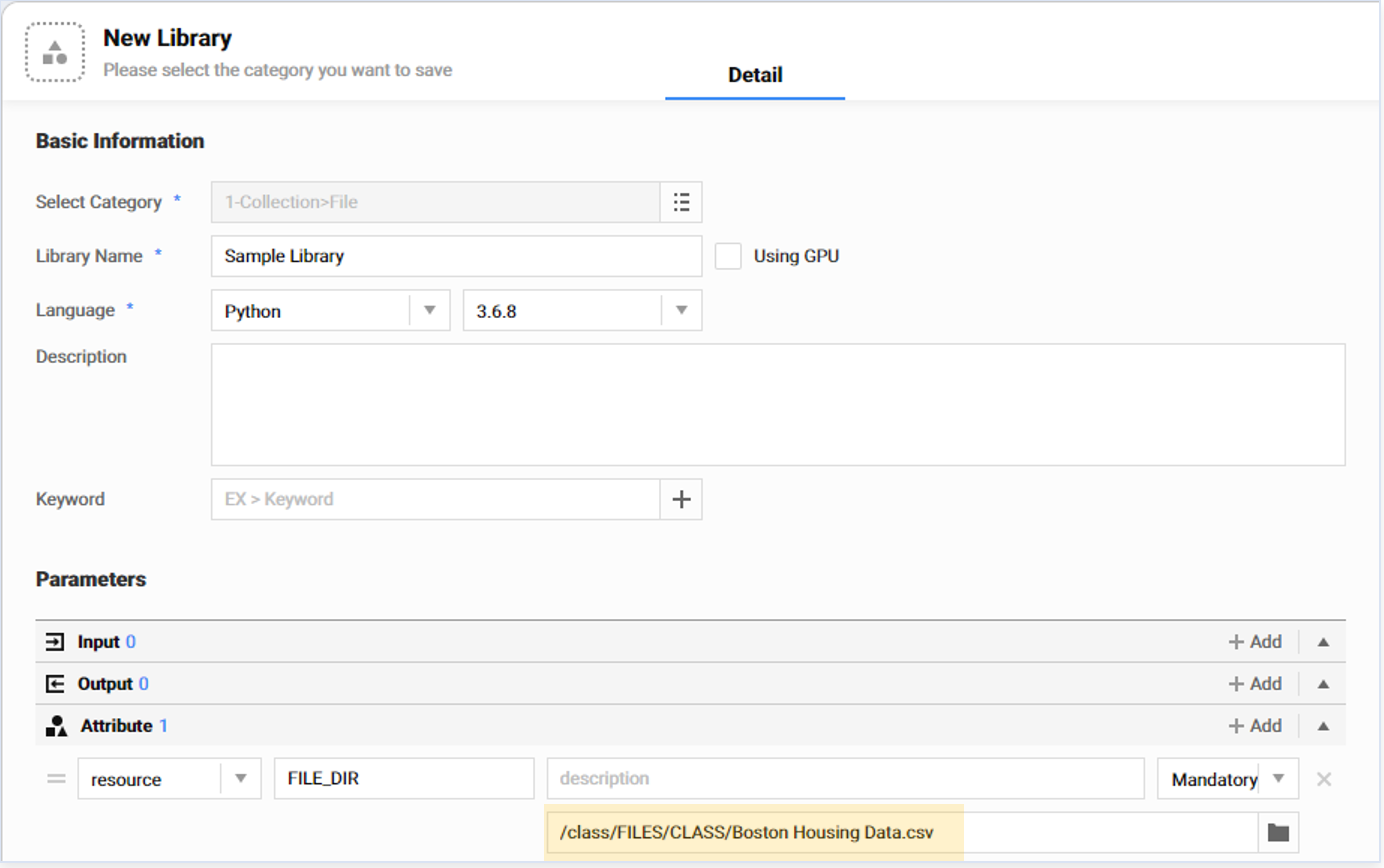 New Library
Please select the category you want to save
Detail
Basic Information
Select Category *
1-Collection>File
Library Name *
Sample Library
Using GPU
Language *
Python
3.6.8
Description
Keyword
EX > Keyword
Parameters
Input 0
+ Add
Output 0
+ Add
Attribute 1
+ Add
resource
FILE_DIR
description
Mandatory
/class/FILES/CLASS/Boston Housing Data.csv